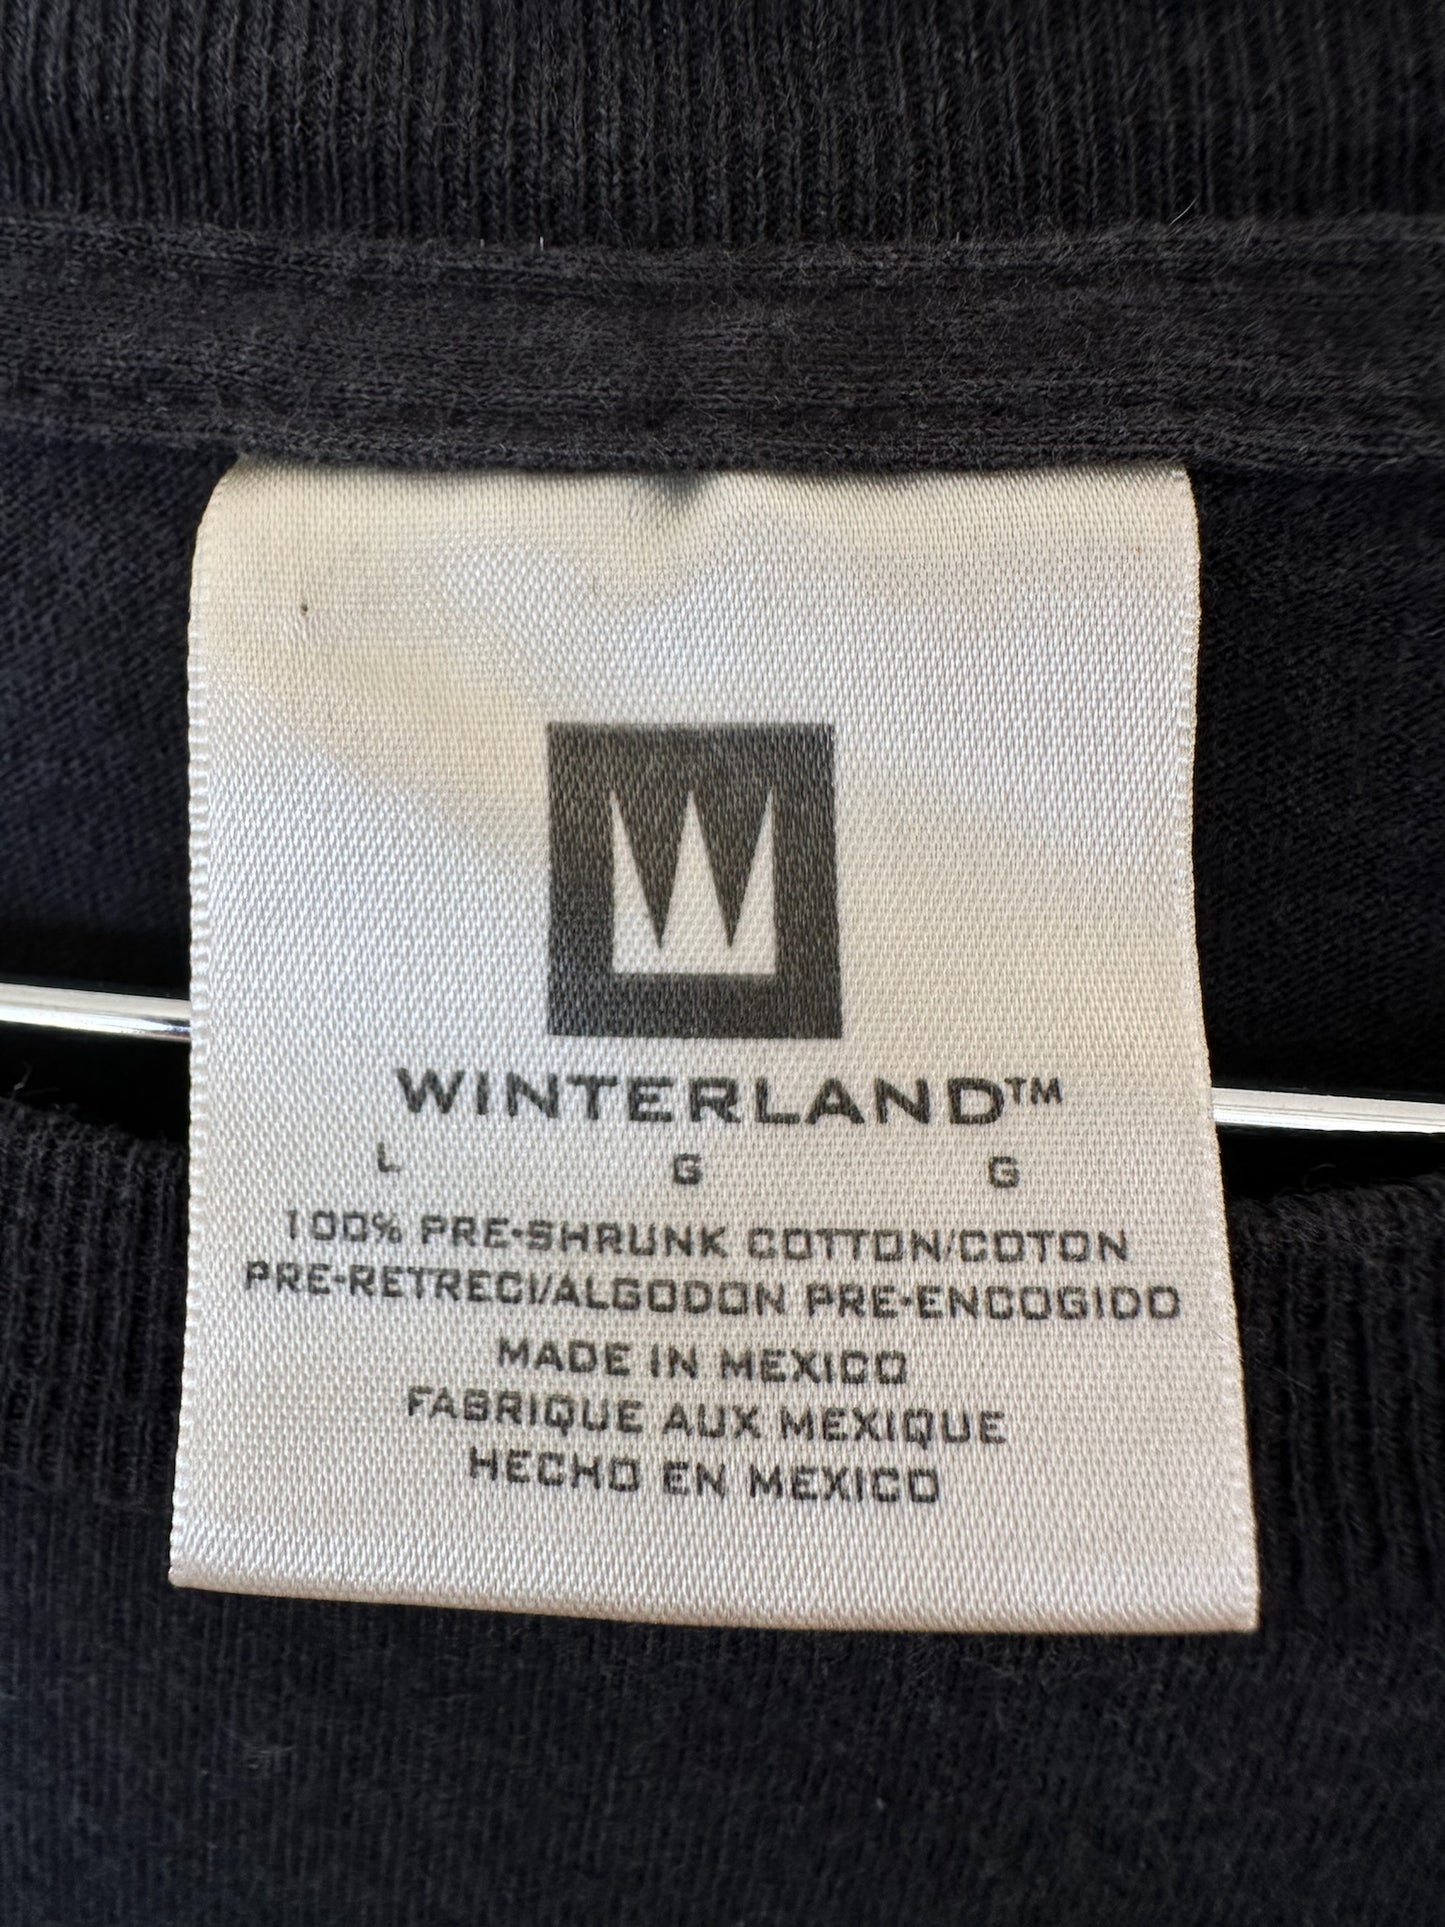 W
WINTERLAND™
L G G
100% PRE-SHRUNK COTTON/COTON
PRE-RETRECI/ALGODON PRE-ENCOGIDO
MADE IN MEXICO
FABRIQUE AUX MEXIQUE
HECHO EN MEXICO